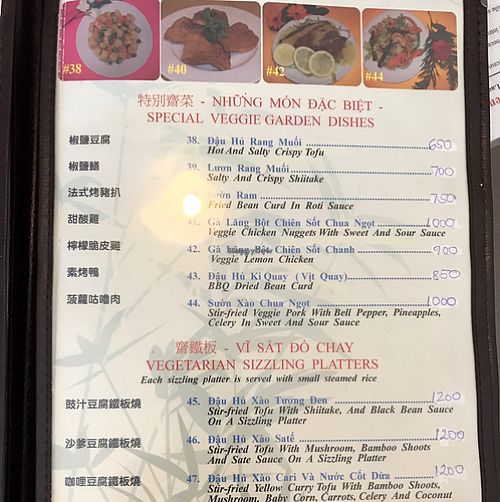 #38
#40
#42
#44
特別齋菜 - NHỮNG MÓN ĐẶC BIỆT -
SPECIAL VEGGIE GARDEN DISHES
椒鹽豆腐 38. Đậu Hủ Rang Muối 650
Hot And Salty Crispy Tofu
椒鹽鱔 39. Lươn Rang Muối 700
Salty And Crispy Shiitake
法式烤豬扒 Sườn Ram 750
Fried Bean Curd In Roti Sauce
甜酸雞 41. Gà Lăng Bột Chiên Sốt Chua Ngọt 1000
Veggie Chicken Nuggets With Sweet And Sour Sauce
檸檬脆皮雞 42. Gà Bột Chiên Sốt Chanh 900
Veggie Lemon Chicken
素烤鴨 43. Đậu Hủ Ki Quay (Vịt Quay) 850
BBQ Dried Bean Curd
菠蘿咕嚕肉 44. Sườn Xào Chua Ngọt 1000
Stir-fried Veggie Pork With Bell Pepper, Pineapples,
Celery In Sweet And Sour Sauce
齋鐵板 - VĨ SẮT ĐỒ CHAY
VEGETARIAN SIZZLING PLATTERS
Each sizzling platter is served with small steamed rice
豉汁豆腐鐵板燒 45. Đậu Hủ Xào Tương Đen 1200
Stir-fried Tofu With Shiitake, And Black Bean Sauce
On A Sizzling Platter
沙爹豆腐鐵板燒 46. Đậu Hủ Xào Satế 1200
Stir-fried Tofu With Mushroom, Bamboo Shoots
And Sate Sauce On A Sizzling Platter
咖喱豆腐鐵板燒 47. Đậu Hủ Xào Cari Và Nước Cốt Dừa 1200
Stir-fried Yellow Curry Tofu With Bamboo Shoots,
Mushroom, Baby Corn, Carrots, Celery And Coconut